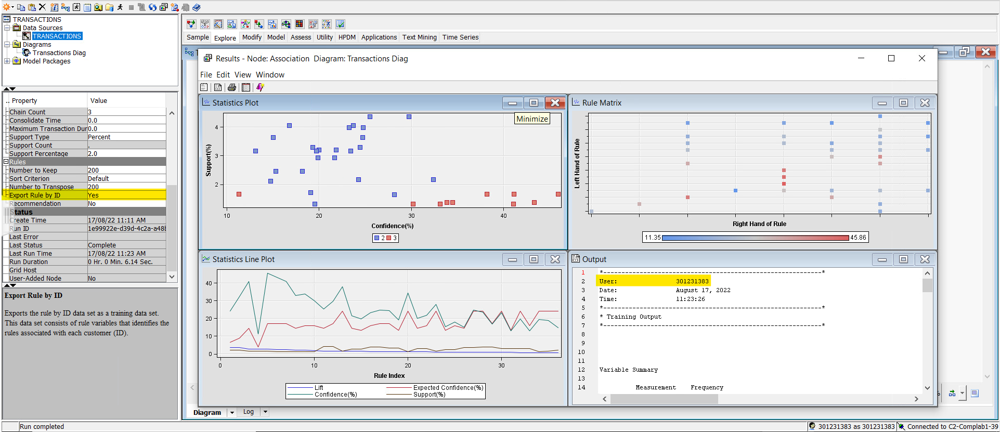 TRANSACTIONS
Data Sources
TRANSACTIONS
Diagrams
Transactions Diag
Model Packages
.. Property Value
Chain Count 3
Consolidate Time 0.0
Maximum Transaction Dur 0.0
Support Type Percent
Support Count .
Support Percentage 2.0
Rules
Number to Keep 200
Sort Criterion Default
Number to Transpose 200
Export Rule by ID Yes
Recommendation No
Status
Create Time 17/08/22 11:11 AM
Run ID 1e99922e-d39d-4c2a-a48b
Last Error
Last Status Complete
Last Run Time 17/08/22 11:23 AM
Run Duration 0 Hr. 0 Min. 6.14 Sec.
Grid Host
User-Added Node No
Export Rule by ID
Exports the rule by ID data set as a training data set.
This data set consists of rule variables that identifies the
rules associated with each customer (ID).
Sample Explore Modify Model Assess Utility HPDM Applications Text Mining Time Series
Results - Node: Association Diagram: Transactions Diag
File Edit View Window
Statistics Plot
Minimize
4
3
2
Support(%)
10 20 30 40
Confidence(%)
2 3
Rule Matrix
Left Hand of Rule
Right Hand of Rule
11.35 45.86
Statistics Line Plot
40
30
20
10
0
0 10 20 30
Rule Index
Lift Expected Confidence(%)
Confidence(%) Support(%)
Output
1 *------------------------------------------------------------*
2 User: 301231383
3 Date: August 17, 2022
4 Time: 11:23:26
5 *------------------------------------------------------------*
6 * Training Output
7 *------------------------------------------------------------*
8
9
10
11
12 Variable Summary
13
14 Measurement Frequency
Diagram Log
Run completed
301231383 as 301231383 Connected to C2-Complab1-39